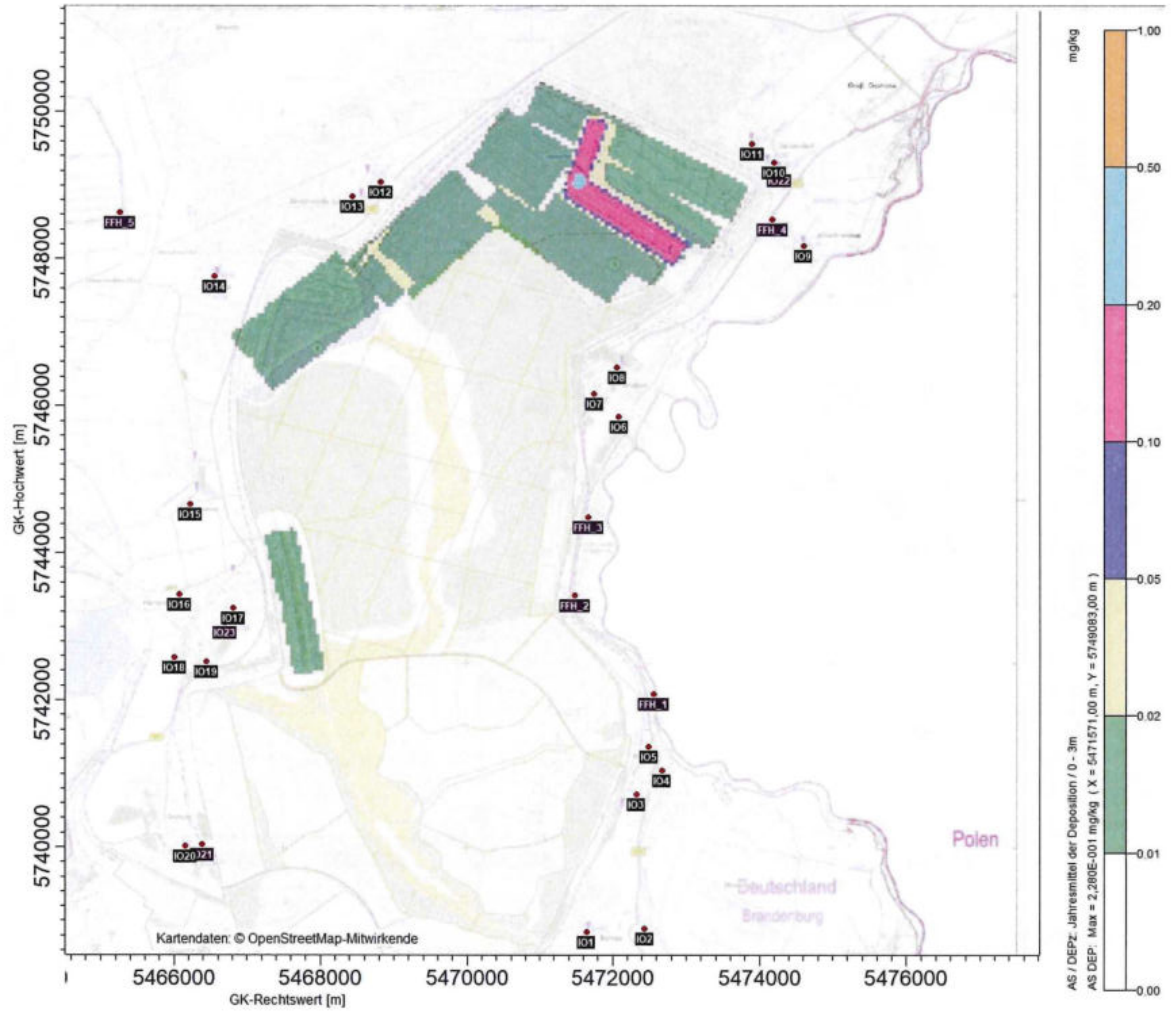 mg/kg
1.00
0.50
0.20
0.10
0.05
0.02
0.01
0.00
AS / DEPz: Jahresmittel der Deposition / 0 - 3m
AS DEP: Max = 2,280E-001 mg/kg ( X = 5471571,00 m, Y = 5749083,00 m )
GK-Hochwert [m]
5750000
5748000
5746000
5744000
5742000
5740000
IO11
IO10
IO22
IO12
IO13
FFH_5
FFH_4
IO9
IO14
IO8
IO7
IO6
IO15
FFH_3
FFH_2
IO16
IO17
IO23
IO18
IO19
FFH_1
IO5
IO4
IO3
IO20
IO21
Polen
Deutschland
Brandenburg
IO1
IO2
Kartendaten: © OpenStreetMap-Mitwirkende
5466000
5468000
5470000
5472000
5474000
5476000
GK-Rechtswert [m]